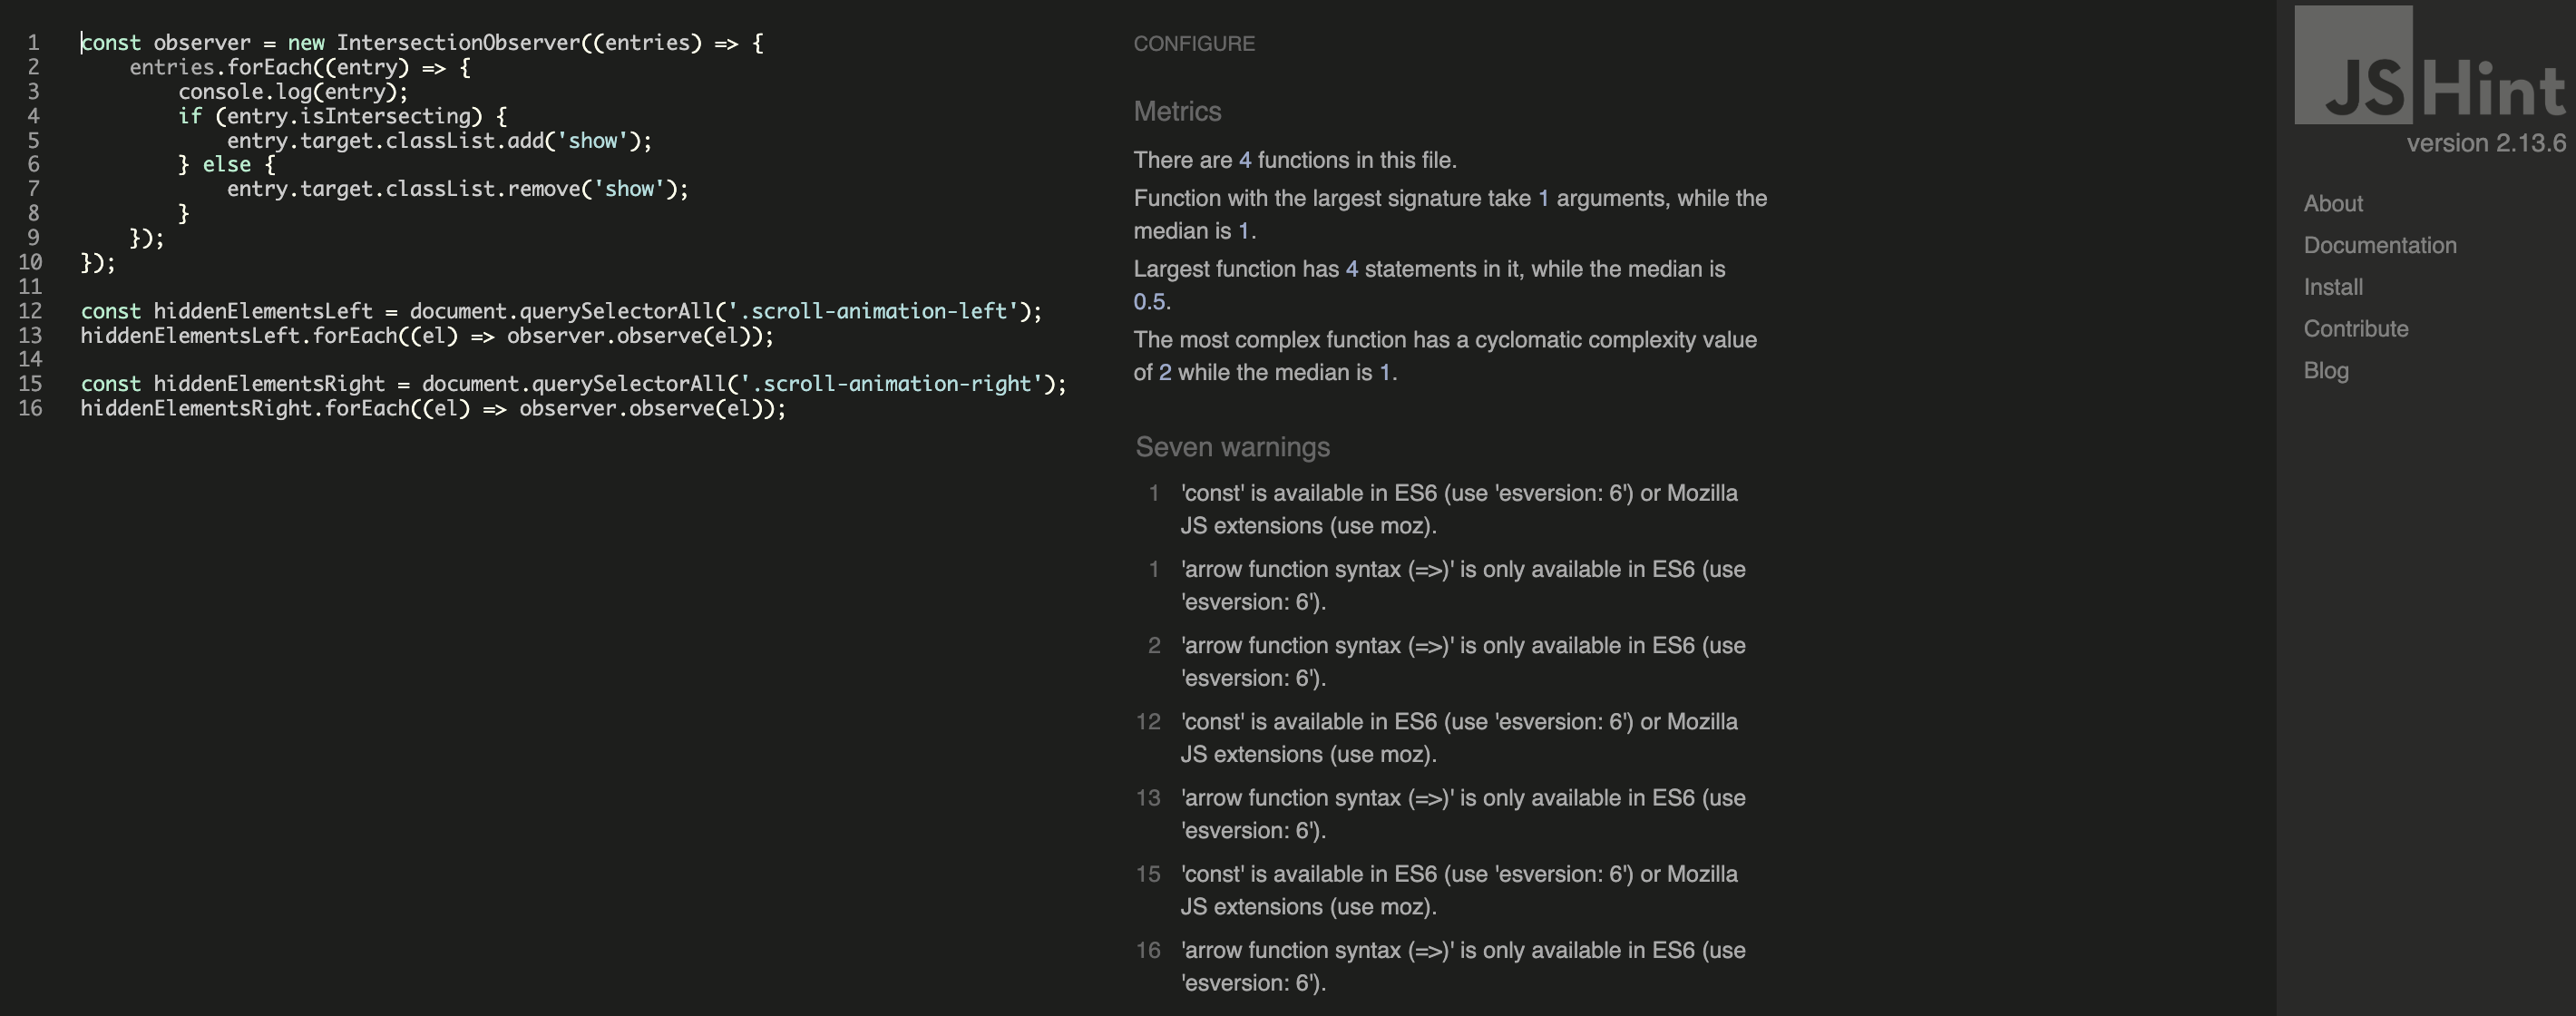 1 const observer = new IntersectionObserver((entries) => {
2     entries.forEach((entry) => {
3         console.log(entry);
4         if (entry.isIntersecting) {
5             entry.target.classList.add('show');
6         } else {
7             entry.target.classList.remove('show');
8         }
9     });
10 });
11
12 const hiddenElementsLeft = document.querySelectorAll('.scroll-animation-left');
13 hiddenElementsLeft.forEach((el) => observer.observe(el));
14
15 const hiddenElementsRight = document.querySelectorAll('.scroll-animation-right');
16 hiddenElementsRight.forEach((el) => observer.observe(el));
CONFIGURE
Metrics
There are 4 functions in this file.
Function with the largest signature take 1 arguments, while the
median is 1.
Largest function has 4 statements in it, while the median is
0.5.
The most complex function has a cyclomatic complexity value
of 2 while the median is 1.
Seven warnings
1 'const' is available in ES6 (use 'esversion: 6') or Mozilla
JS extensions (use moz).
1 'arrow function syntax (=>)' is only available in ES6 (use
'esversion: 6').
2 'arrow function syntax (=>)' is only available in ES6 (use
'esversion: 6').
12 'const' is available in ES6 (use 'esversion: 6') or Mozilla
JS extensions (use moz).
13 'arrow function syntax (=>)' is only available in ES6 (use
'esversion: 6').
15 'const' is available in ES6 (use 'esversion: 6') or Mozilla
JS extensions (use moz).
16 'arrow function syntax (=>)' is only available in ES6 (use
'esversion: 6').
JSHint
version 2.13.6
About
Documentation
Install
Contribute
Blog